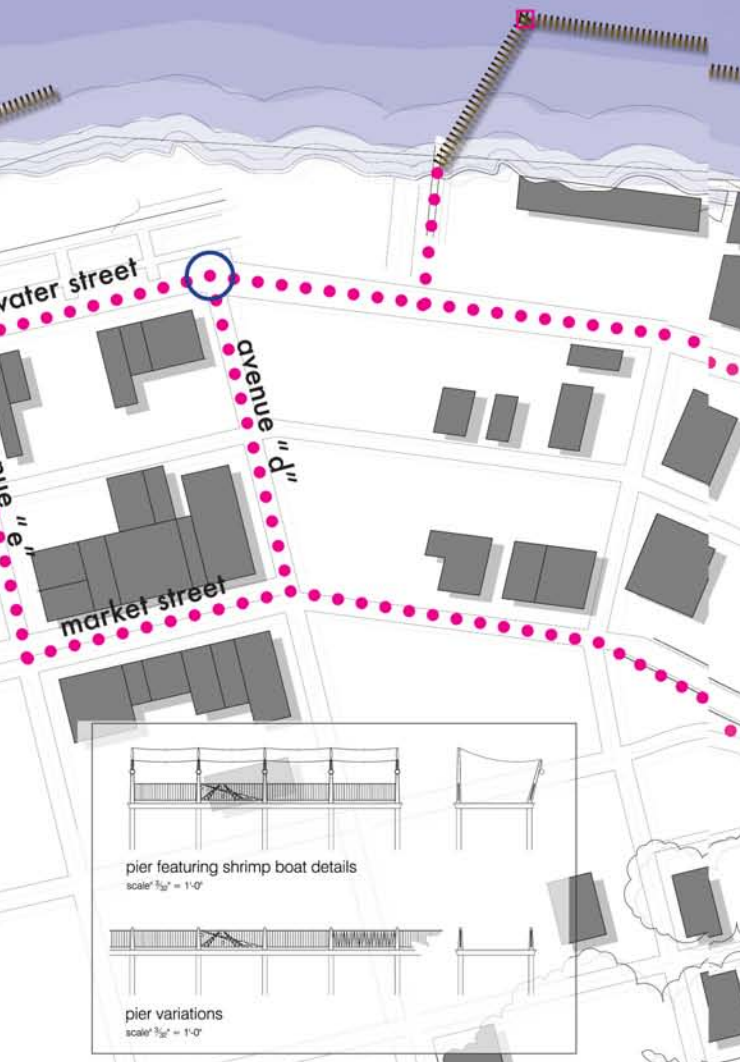 water street
avenue "d"
nue "e"
market street
pier featuring shrimp boat details
scale" 3/32" = 1'-0"
pier variations
scale" 3/32" = 1'-0"